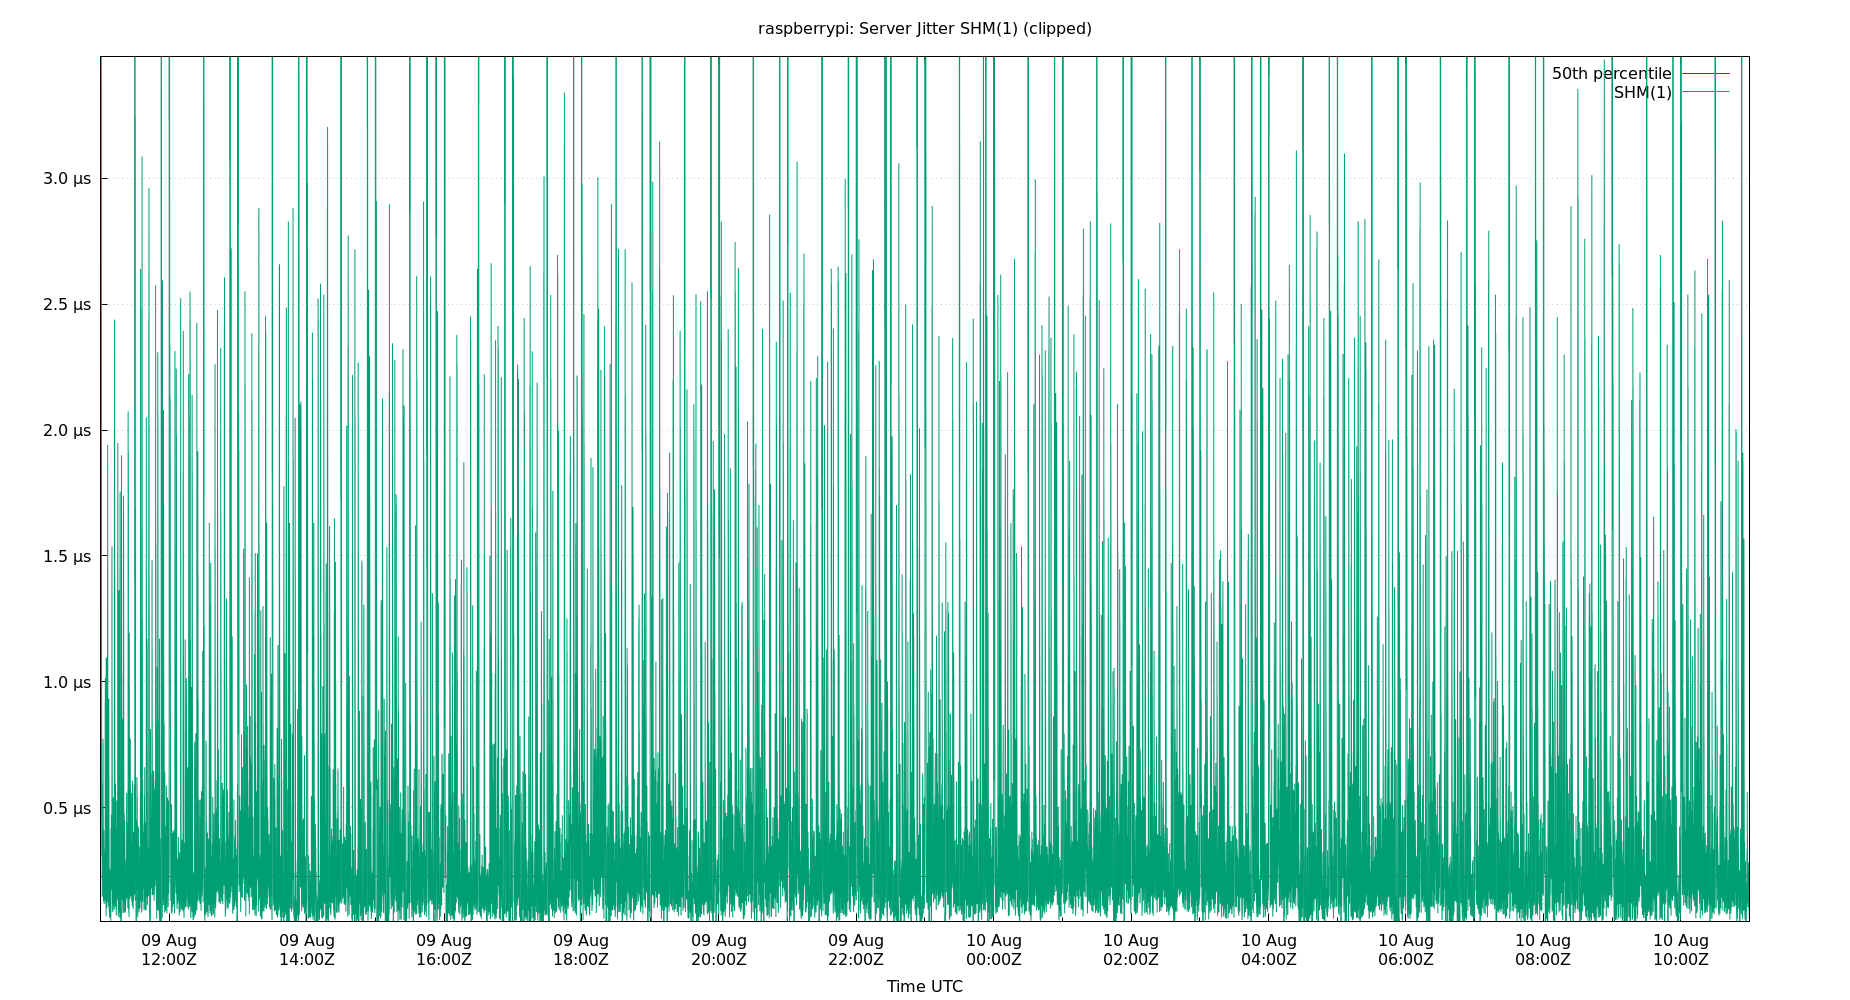 raspberrypi: Server Jitter SHM(1) (clipped)
50th percentile
SHM(1)
3.0 µs
2.5 µs
2.0 µs
1.5 µs
1.0 µs
0.5 µs
09 Aug 09 Aug 09 Aug 09 Aug 09 Aug 09 Aug 10 Aug 10 Aug 10 Aug 10 Aug 10 Aug 10 Aug
12:00Z 14:00Z 16:00Z 18:00Z 20:00Z 22:00Z 00:00Z 02:00Z 04:00Z 06:00Z 08:00Z 10:00Z
Time UTC